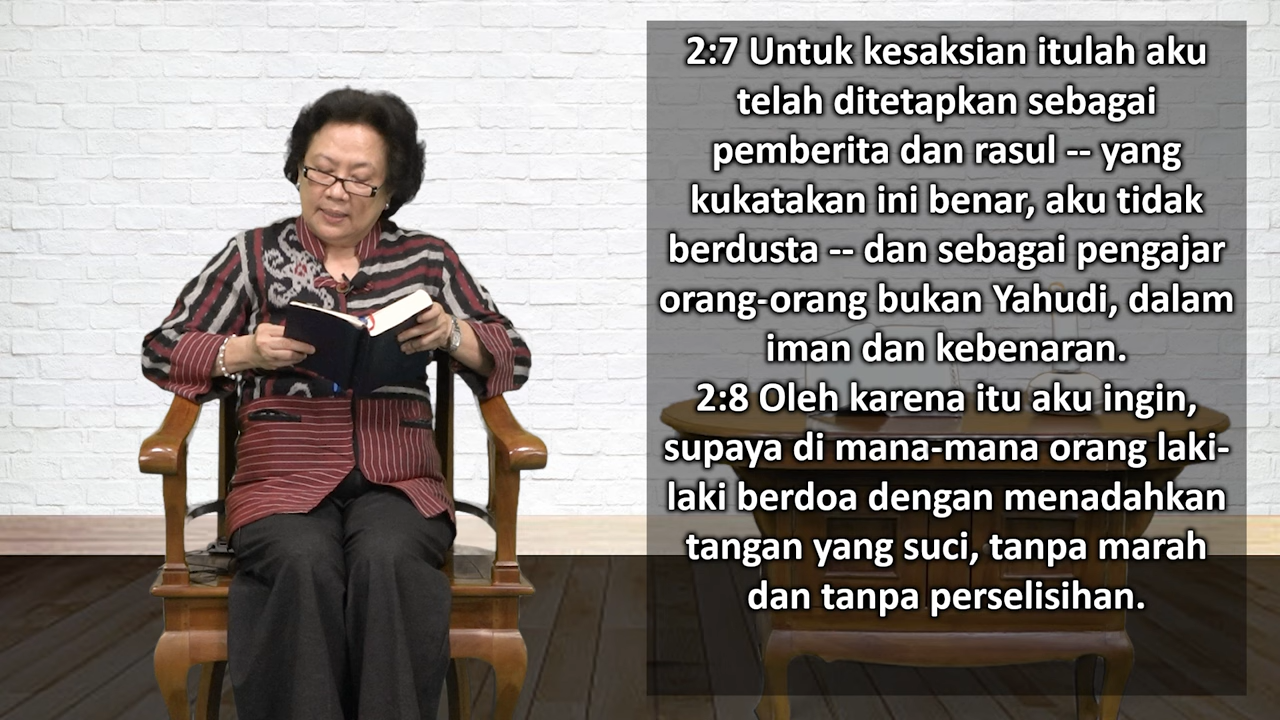 2:7 Untuk kesaksian itulah aku
telah ditetapkan sebagai
pemberita dan rasul -- yang
kukatakan ini benar, aku tidak
berdusta -- dan sebagai pengajar
orang-orang bukan Yahudi, dalam
iman dan kebenaran.
2:8 Oleh karena itu aku ingin,
supaya di mana-mana orang laki-
laki berdoa dengan menadahkan
tangan yang suci, tanpa marah
dan tanpa perselisihan.